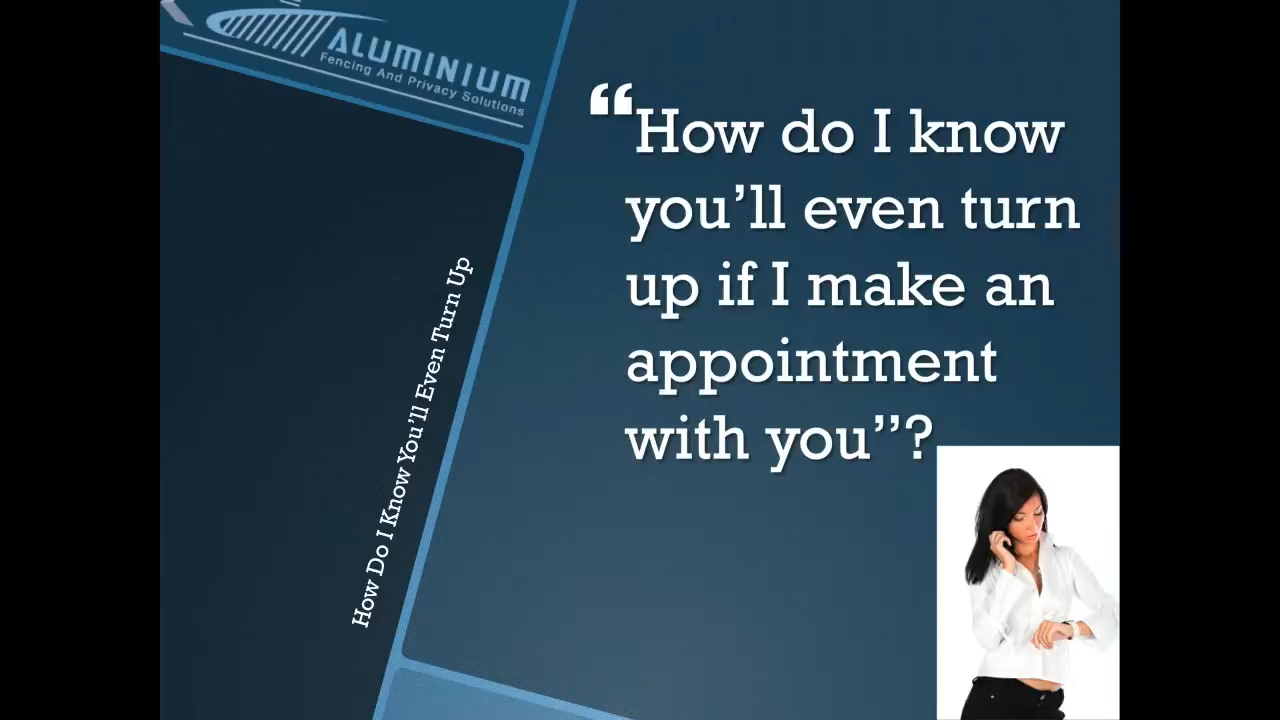 ALUMINIUM
Fencing And Privacy Solutions
“How do I know
you’ll even turn
up if I make an
appointment
with you”?
How Do I Know You’ll Even Turn Up